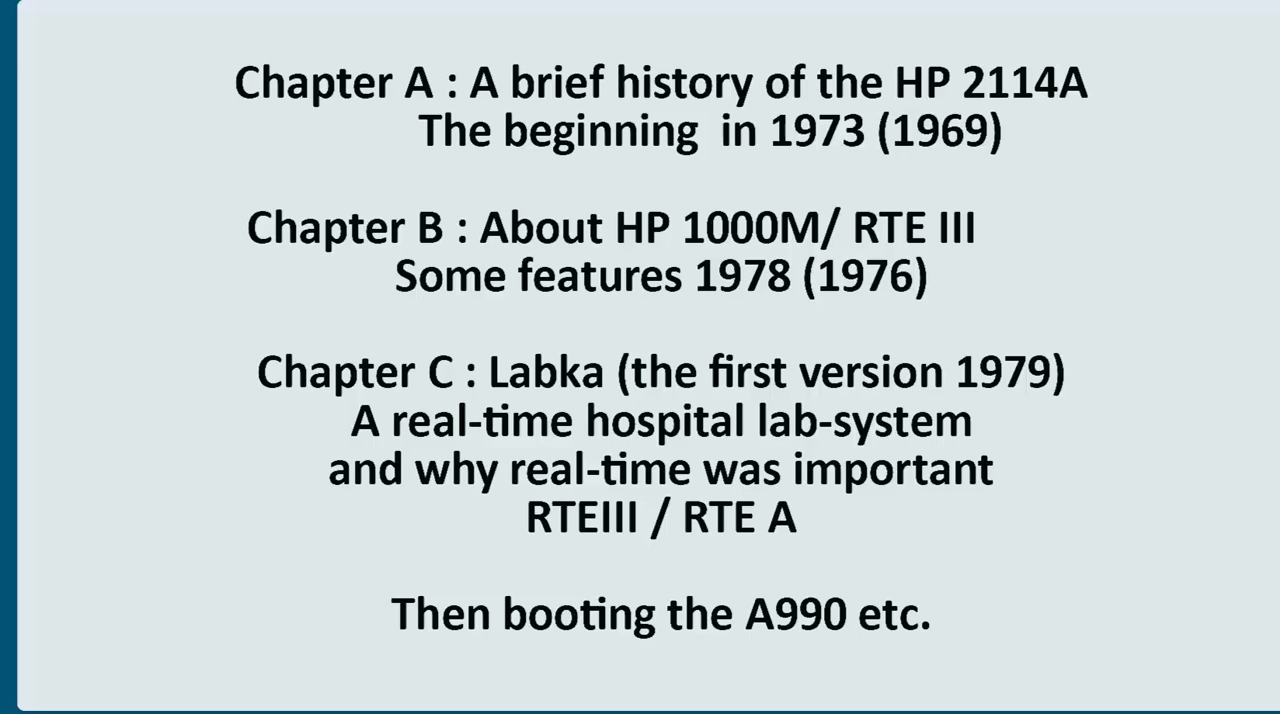 Chapter A : A brief history of the HP 2114A
The beginning  in 1973 (1969)
Chapter B : About HP 1000M/ RTE III
Some features 1978 (1976)
Chapter C : Labka (the first version 1979)
A real-time hospital lab-system
and why real-time was important
RTEIII / RTE A
Then booting the A990 etc.